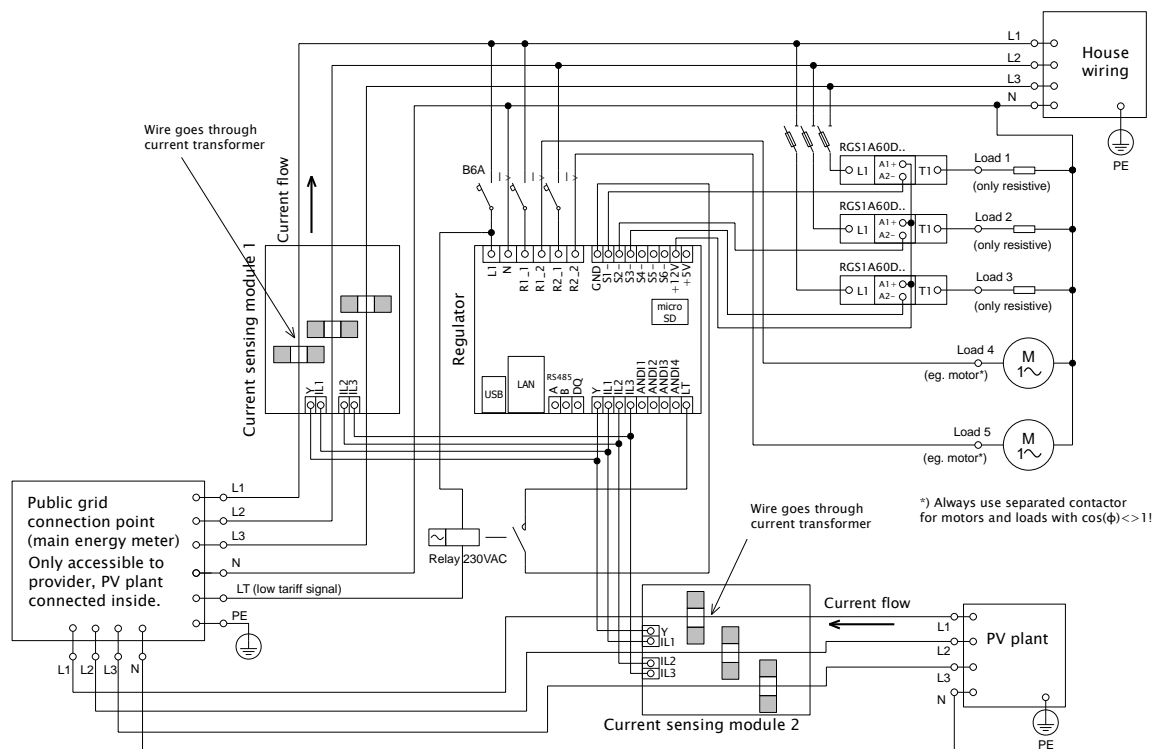 L1
L2
L3
N
House
wiring
PE
Wire goes through
current transformer
Current flow
B6A
I >
I >
I >
RGS1A60D..
L1
A1+
A2-
T1
Load 1
(only resistive)
RGS1A60D..
L1
A1+
A2-
T1
Load 2
(only resistive)
RGS1A60D..
L1
A1+
A2-
T1
Load 3
(only resistive)
Current sensing module 1
Y
IL1
IL2
IL3
Regulator
L1
N
R1_1
R1_2
R2_1
R2_2
GND
S1-
S2-
S3-
S4-
S5-
S6-
+12V
+5V
micro
SD
USB
LAN
RS485
A
B
DQ
Y
IL1
IL2
IL3
ANDI1
ANDI2
ANDI3
ANDI4
LT
Load 4
(eg. motor*)
M
1~
Load 5
(eg. motor*)
M
1~
*) Always use separated contactor
for motors and loads with cos(ϕ)<>1!
Public grid
connection point
(main energy meter)
Only accessible to
provider, PV plant
connected inside.
L1
L2
L3
N
LT (low tariff signal)
PE
L1
L2
L3
N
~
Relay 230VAC
Wire goes through
current transformer
Y
IL1
IL2
IL3
Current sensing module 2
Current flow
L1
L2
L3
N
PV plant
PE